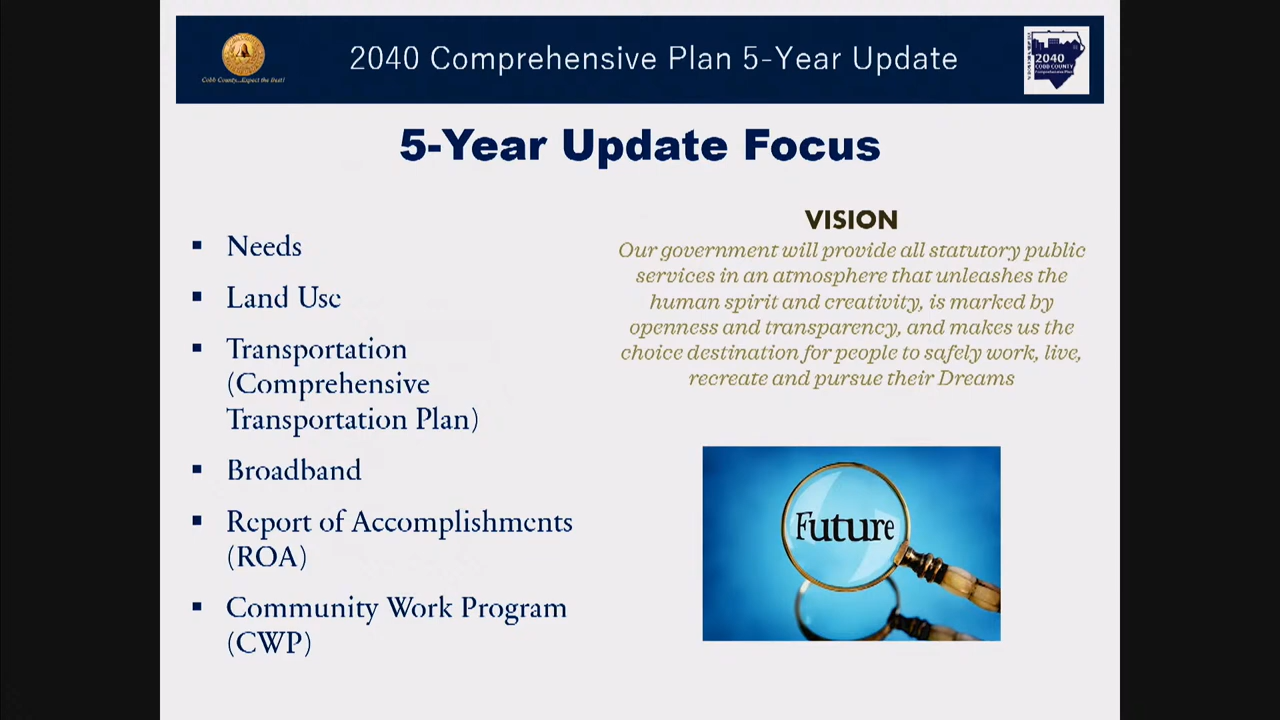 Cobb County...Expect the Best!
2040 Comprehensive Plan 5-Year Update
2040
COBB COUNTY
Comprehensive Plan
5-Year Update Focus
▪ Needs
▪ Land Use
▪ Transportation
(Comprehensive
Transportation Plan)
▪ Broadband
▪ Report of Accomplishments
(ROA)
▪ Community Work Program
(CWP)
VISION
Our government will provide all statutory public
services in an atmosphere that unleashes the
human spirit and creativity, is marked by
openness and transparency, and makes us the
choice destination for people to safely work, live,
recreate and pursue their Dreams
Future